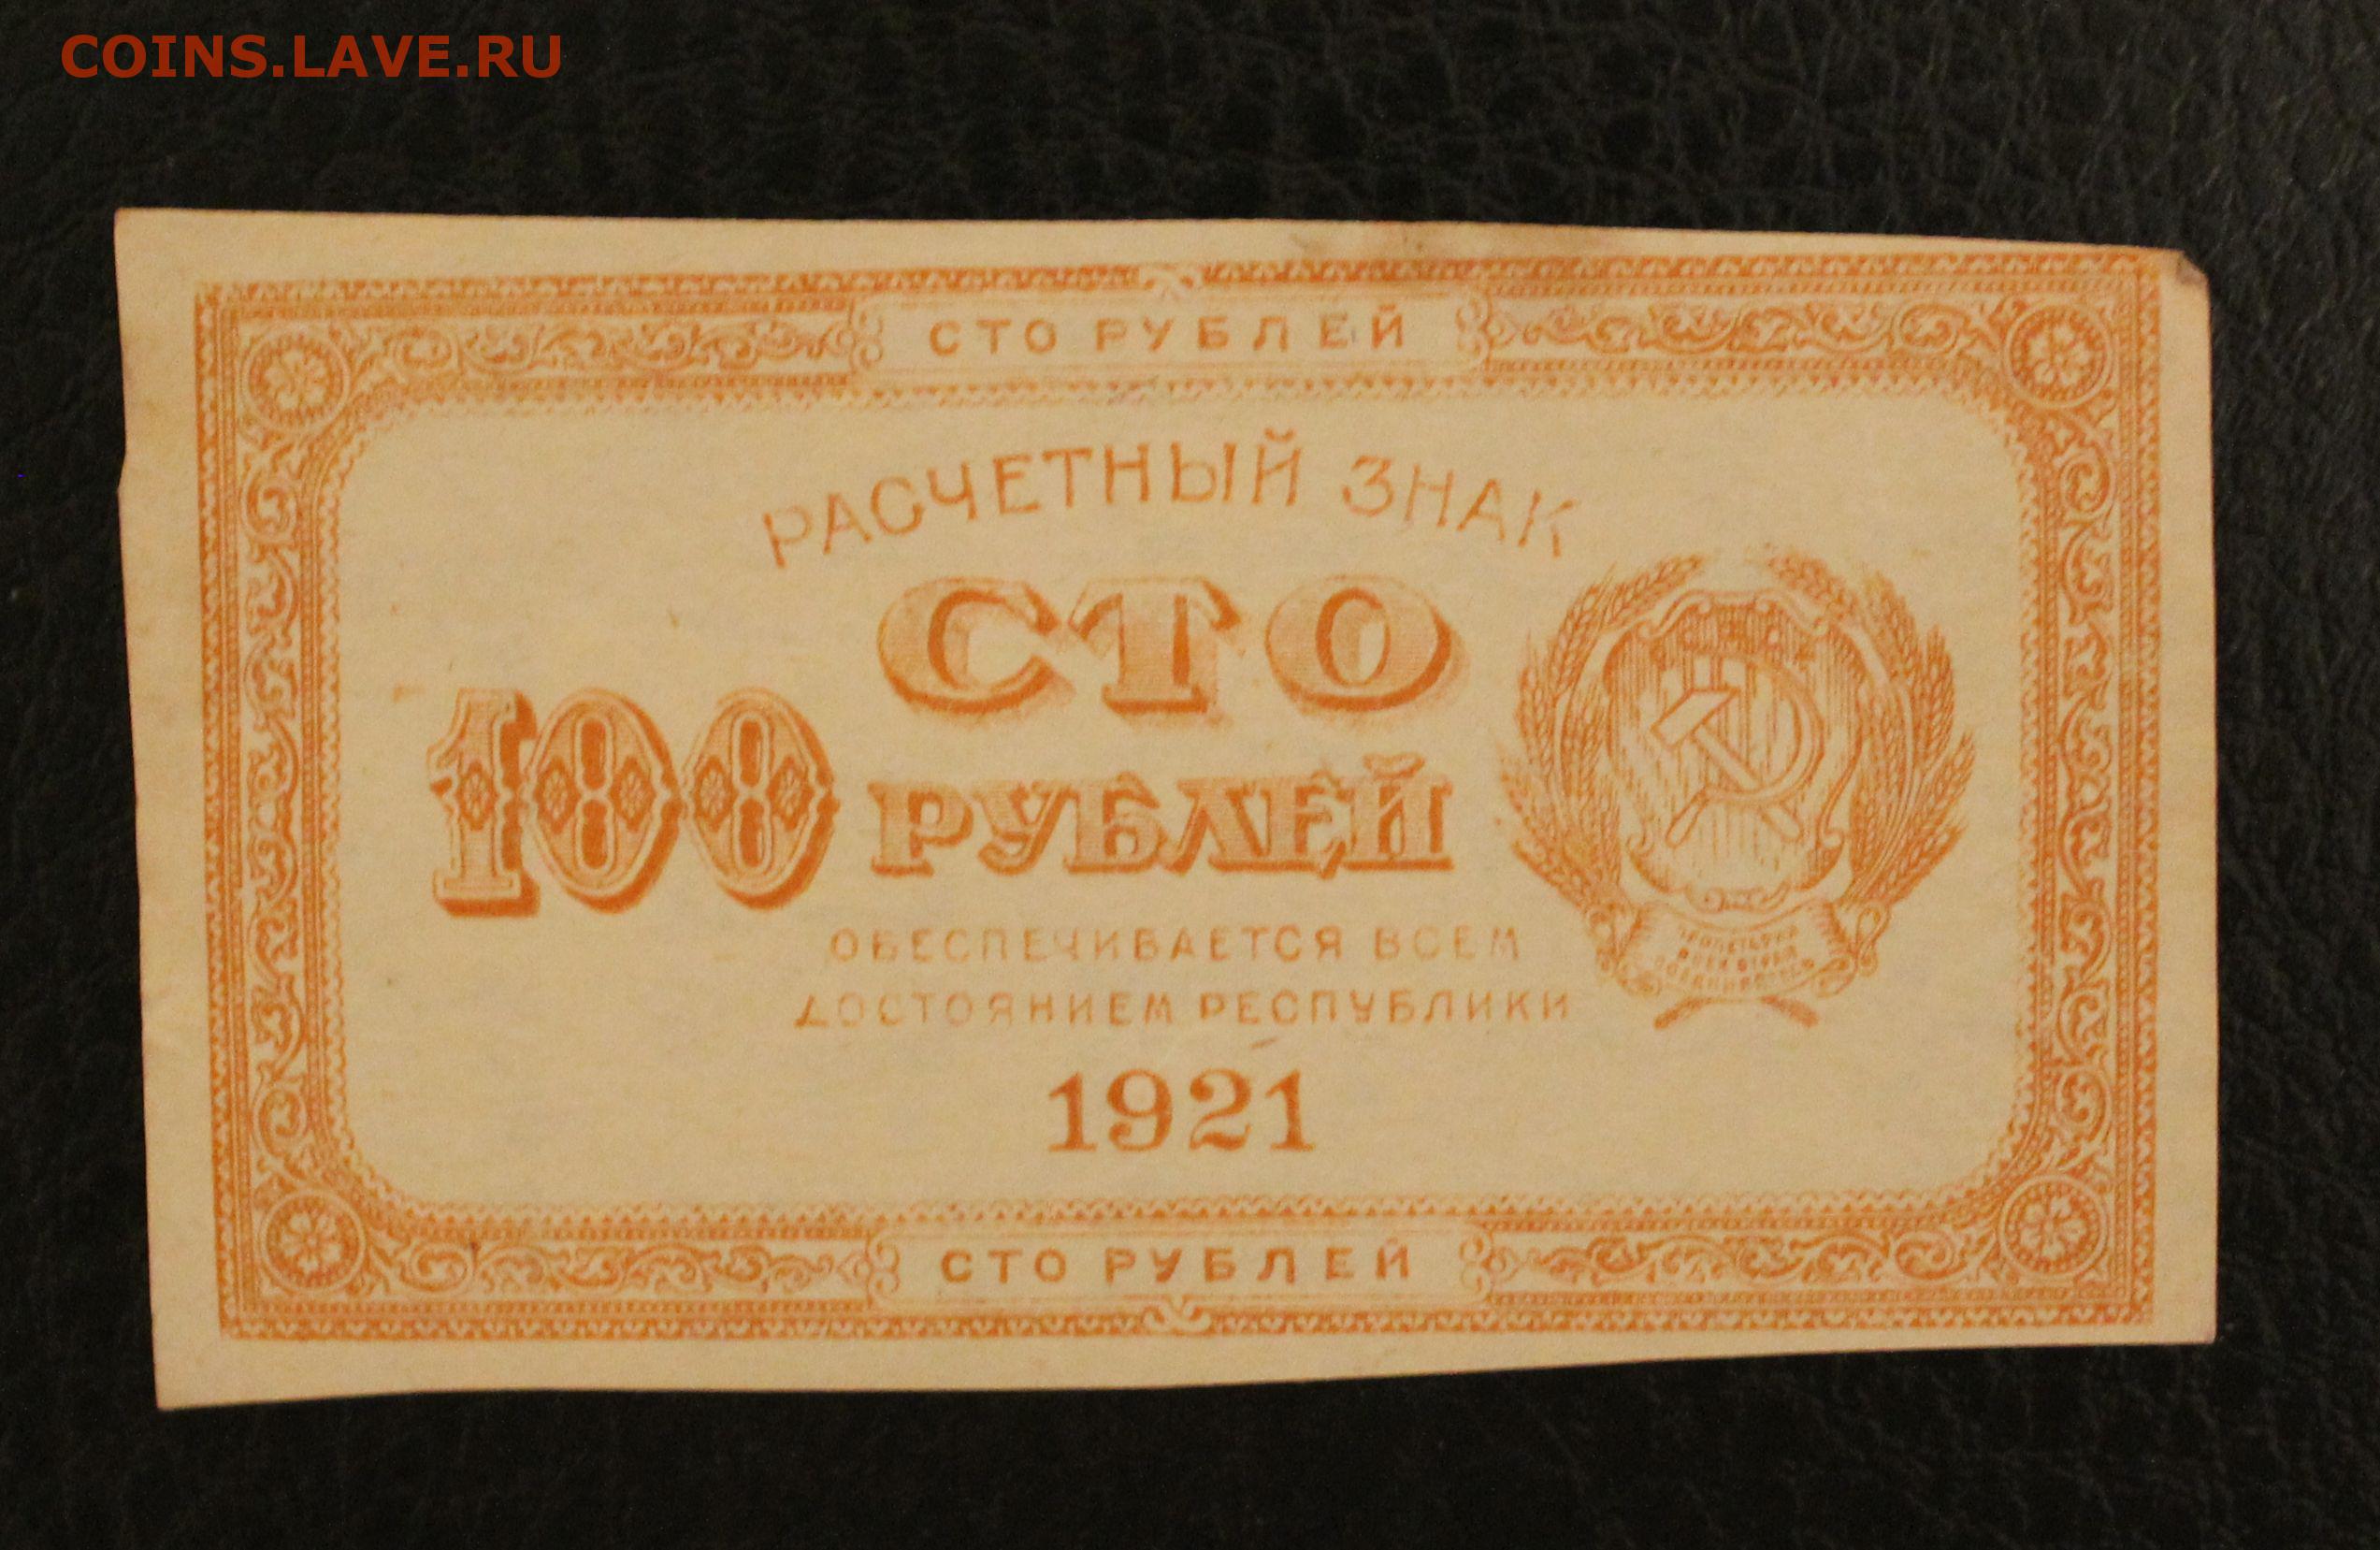 COINS.LAVE.RU
СТО РУБЛЕЙ
РАСЧЕТНЫЙ ЗНАК
СТО
100 РУБЛЕЙ
ОБЕСПЕЧИВАЕТСЯ ВСЕМ
ДОСТОЯНИЕМ РЕСПУБЛИКИ
1921
СТО РУБЛЕЙ